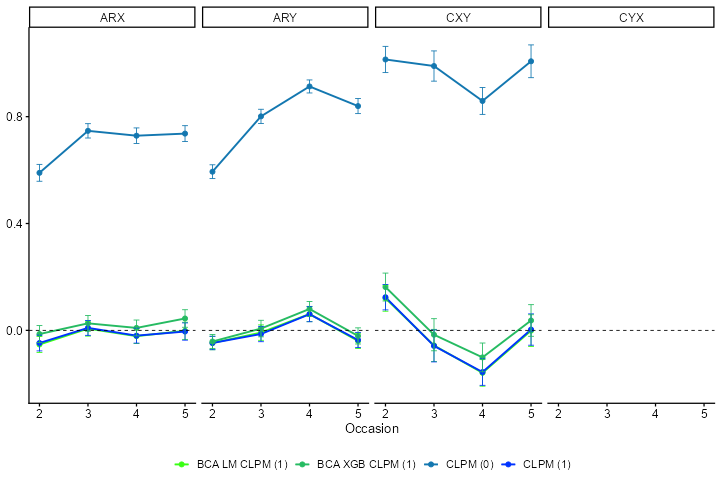 ARX ARY CXY CYX
0.8
0.4
0.0
2 3 4 5 2 3 4 5 2 3 4 5 2 3 4 5
Occasion
BCA LM CLPM (1) BCA XGB CLPM (1) CLPM (0) CLPM (1)